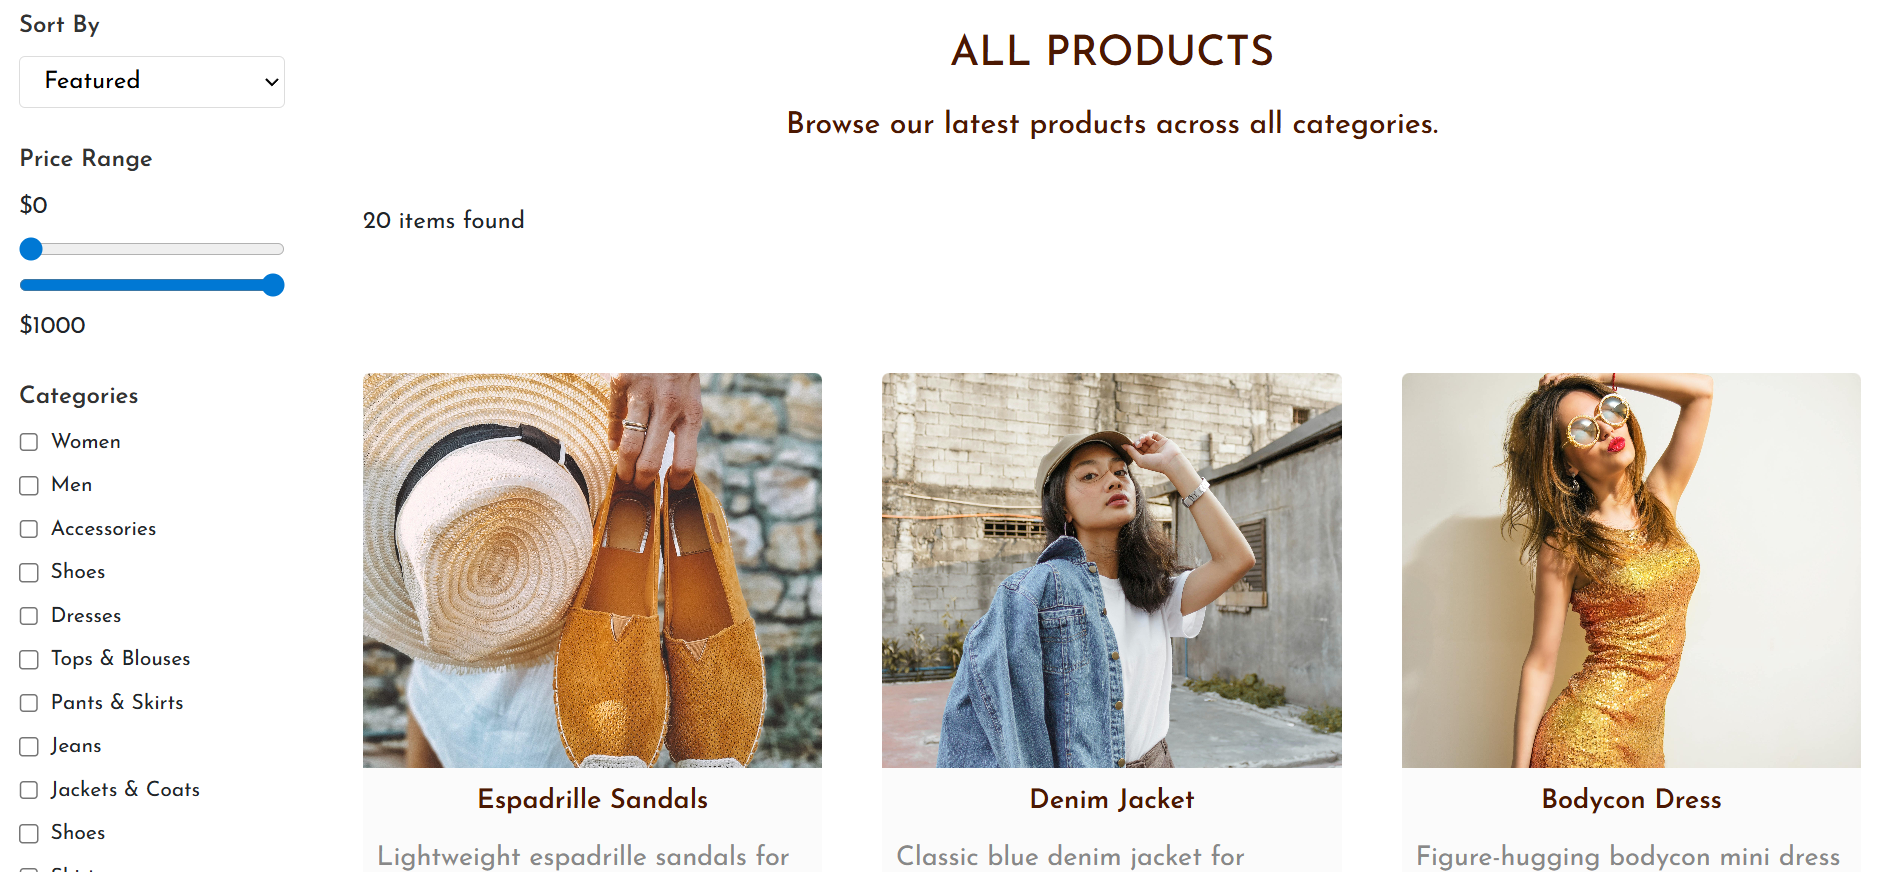 Sort By
Featured
Price Range
$0
$1000
Categories
Women
Men
Accessories
Shoes
Dresses
Tops & Blouses
Pants & Skirts
Jeans
Jackets & Coats
Shoes
ALL PRODUCTS
Browse our latest products across all categories.
20 items found
Espadrille Sandals
Lightweight espadrille sandals for
Denim Jacket
Classic blue denim jacket for
Bodycon Dress
Figure-hugging bodycon mini dress